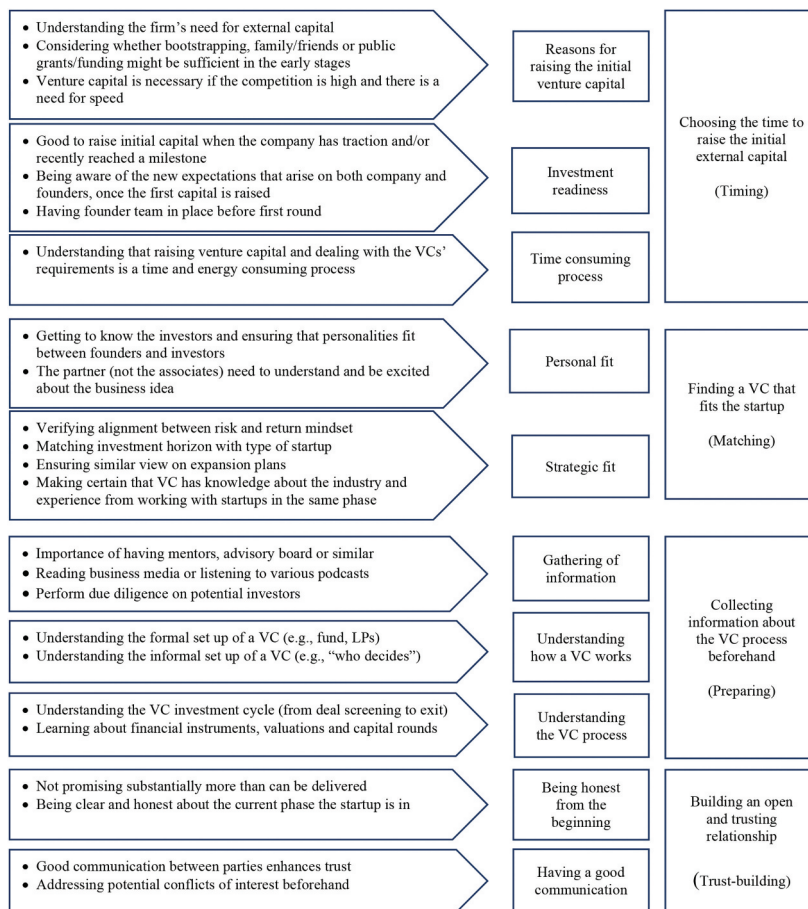 • Understanding the firm’s need for external capital
• Considering whether bootstrapping, family/friends or public
grants/funding might be sufficient in the early stages
• Venture capital is necessary if the competition is high and there is a
need for speed
Reasons for
raising the initial
venture capital
• Good to raise initial capital when the company has traction and/or
recently reached a milestone
• Being aware of the new expectations that arise on both company and
founders, once the first capital is raised
• Having founder team in place before first round
Investment
readiness
• Understanding that raising venture capital and dealing with the VCs’
requirements is a time and energy consuming process
Time consuming
process
Choosing the time to
raise the initial
external capital
(Timing)
• Getting to know the investors and ensuring that personalities fit
between founders and investors
• The partner (not the associates) need to understand and be excited
about the business idea
Personal fit
• Verifying alignment between risk and return mindset
• Matching investment horizon with type of startup
• Ensuring similar view on expansion plans
• Making certain that VC has knowledge about the industry and
experience from working with startups in the same phase
Strategic fit
Finding a VC that
fits the startup
(Matching)
• Importance of having mentors, advisory board or similar
• Reading business media or listening to various podcasts
• Perform due diligence on potential investors
Gathering of
information
• Understanding the formal set up of a VC (e.g., fund, LPs)
• Understanding the informal set up of a VC (e.g., “who decides”)
Understanding
how a VC works
• Understanding the VC investment cycle (from deal screening to exit)
• Learning about financial instruments, valuations and capital rounds
Understanding
the VC process
Collecting
information about
the VC process
beforehand
(Preparing)
• Not promising substantially more than can be delivered
• Being clear and honest about the current phase the startup is in
Being honest
from the
beginning
• Good communication between parties enhances trust
• Addressing potential conflicts of interest beforehand
Having a good
communication
Building an open
and trusting
relationship
(Trust-building)